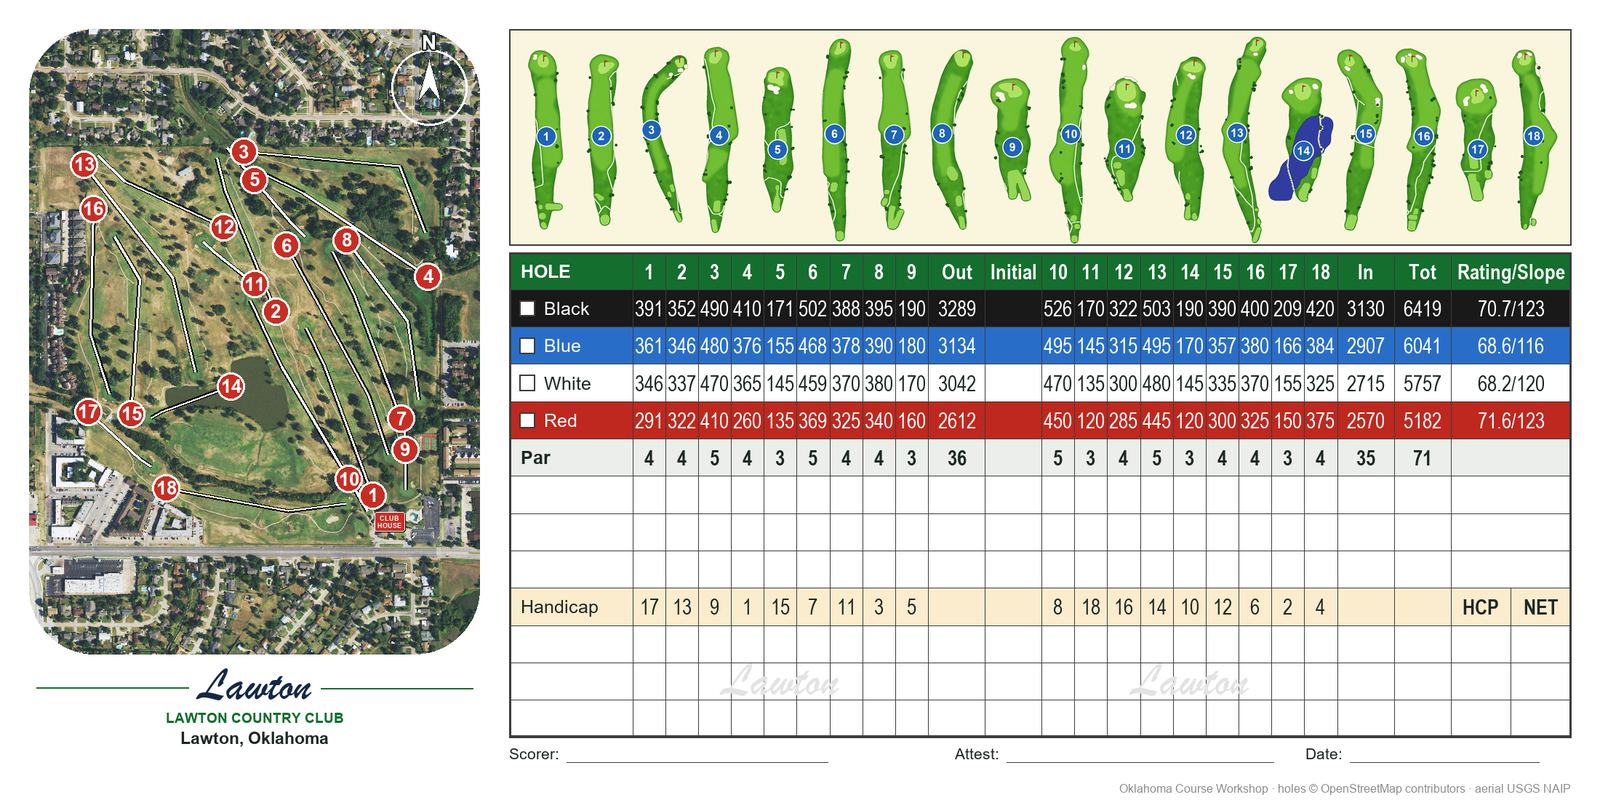 N
3
13
5
16
12
6
8
4
11
2
14
17
15
7
9
10
18
1
CLUB
HOUSE
Lawton
LAWTON COUNTRY CLUB
Lawton, Oklahoma
1 2 3 4 5 6 7 8 9 10 11 12 13 14 15 16 17 18
HOLE 1 2 3 4 5 6 7 8 9 Out Initial 10 11 12 13 14 15 16 17 18 In Tot Rating/Slope
Black 391 352 490 410 171 502 388 395 190 3289 526 170 322 503 190 390 400 209 420 3130 6419 70.7/123
Blue 361 346 480 376 155 468 378 390 180 3134 495 145 315 495 170 357 380 166 384 2907 6041 68.6/116
White 346 337 470 365 145 459 370 380 170 3042 470 135 300 480 145 335 370 155 325 2715 5757 68.2/120
Red 291 322 410 260 135 369 325 340 160 2612 450 120 285 445 120 300 325 150 375 2570 5182 71.6/123
Par 4 4 5 4 3 5 4 4 3 36 5 3 4 5 3 4 4 3 4 35 71
Handicap 17 13 9 1 15 7 11 3 5 8 18 16 14 10 12 6 2 4 HCP NET
Lawton Lawton
Scorer: Attest: Date:
Oklahoma Course Workshop · holes © OpenStreetMap contributors · aerial USGS NAIP